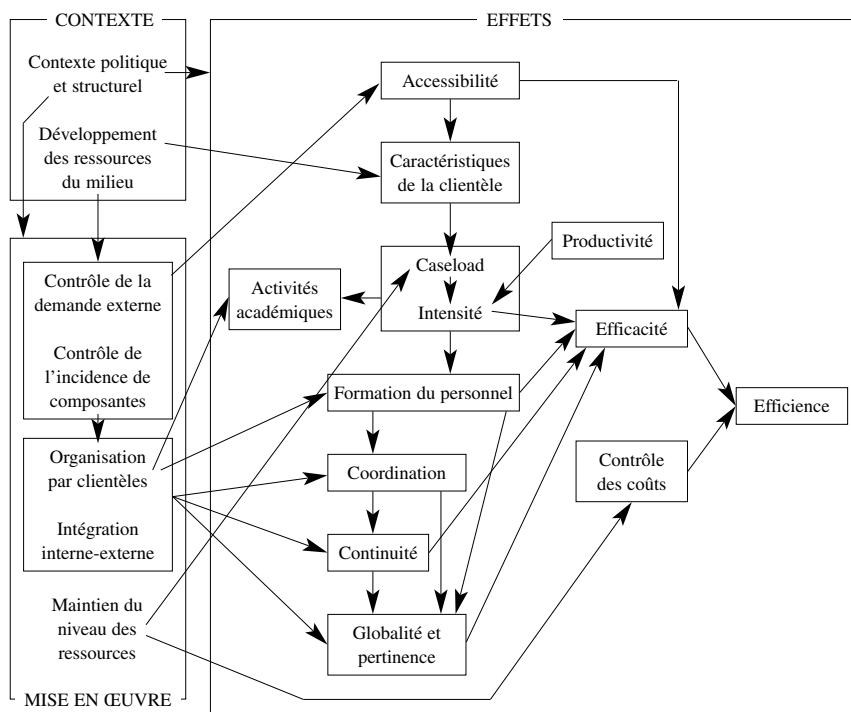 CONTEXTE
Contexte politique
et structurel
Développement
des ressources
du milieu
Contrôle de la
demande externe
Contrôle de
l'incidence de
composantes
Organisation
par clientèles
Intégration
interne-externe
Maintien du
niveau des
ressources
MISE EN ŒUVRE
EFFETS
Accessibilité
Caractéristiques
de la clientèle
Productivité
Caseload
Intensité
Activités
académiques
Efficacité
Formation du personnel
Efficience
Coordination
Contrôle
des coûts
Continuité
Globalité et
pertinence